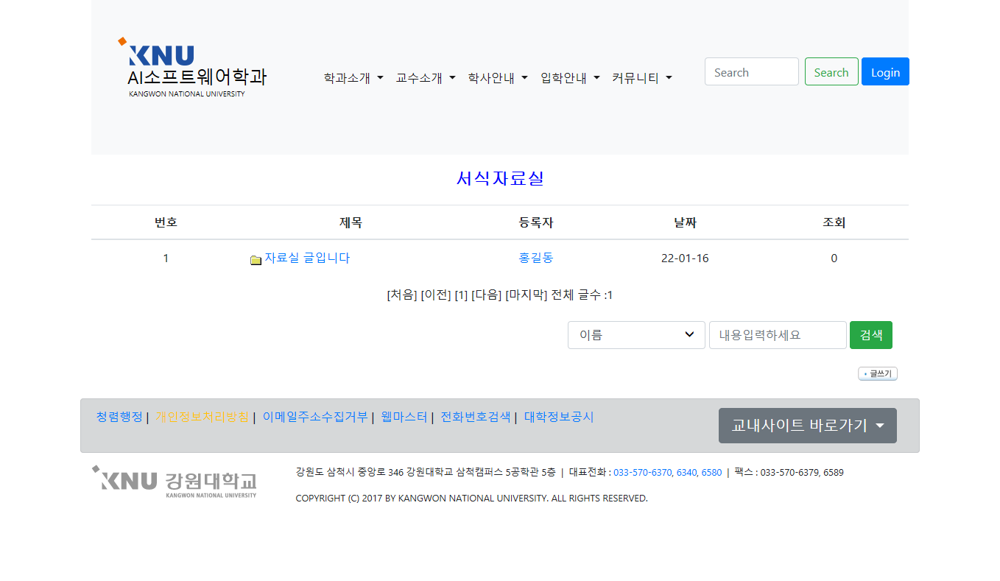 KNU
AI소프트웨어학과
KANGWON NATIONAL UNIVERSITY
학과소개 교수소개 학사안내 입학안내 커뮤니티 Search Search Login
서식자료실
번호 제목 등록자 날짜 조회
1 자료실 글입니다 홍길동 22-01-16 0
[처음] [이전] [1] [다음] [마지막] 전체 글수 :1
이름 내용입력하세요 검색
글쓰기
청렴행정 | 개인정보처리방침 | 이메일주소수집거부 | 웹마스터 | 전화번호검색 | 대학정보공시 교내사이트 바로가기
KNU 강원대학교
KANGWON NATIONAL UNIVERSITY
강원도 삼척시 중앙로 346 강원대학교 삼척캠퍼스 5공학관 5층 | 대표전화 : 033-570-6370, 6340, 6580 | 팩스 : 033-570-6379, 6589
COPYRIGHT (C) 2017 BY KANGWON NATIONAL UNIVERSITY. ALL RIGHTS RESERVED.